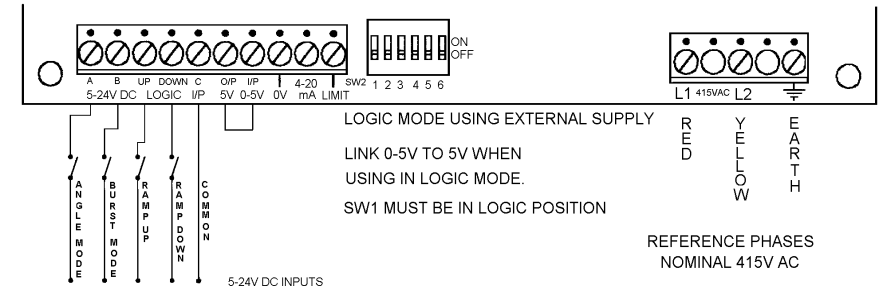 ON
OFF
A B UP DOWN C O/P I/P 4-20 SW2
5-24V DC LOGIC I/P 5V 0-5V 0V mA LIMIT
1 2 3 4 5 6
L1 415VAC L2
LOGIC MODE USING EXTERNAL SUPPLY
LINK 0-5V TO 5V WHEN
USING IN LOGIC MODE.
SW1 MUST BE IN LOGIC POSITION
RED
YELLOW
EARTH
ANGLE MODE
BURST MODE
RAMP UP
RAMP DOWN
COMMON
REFERENCE PHASES
NOMINAL 415V AC
5-24V DC INPUTS